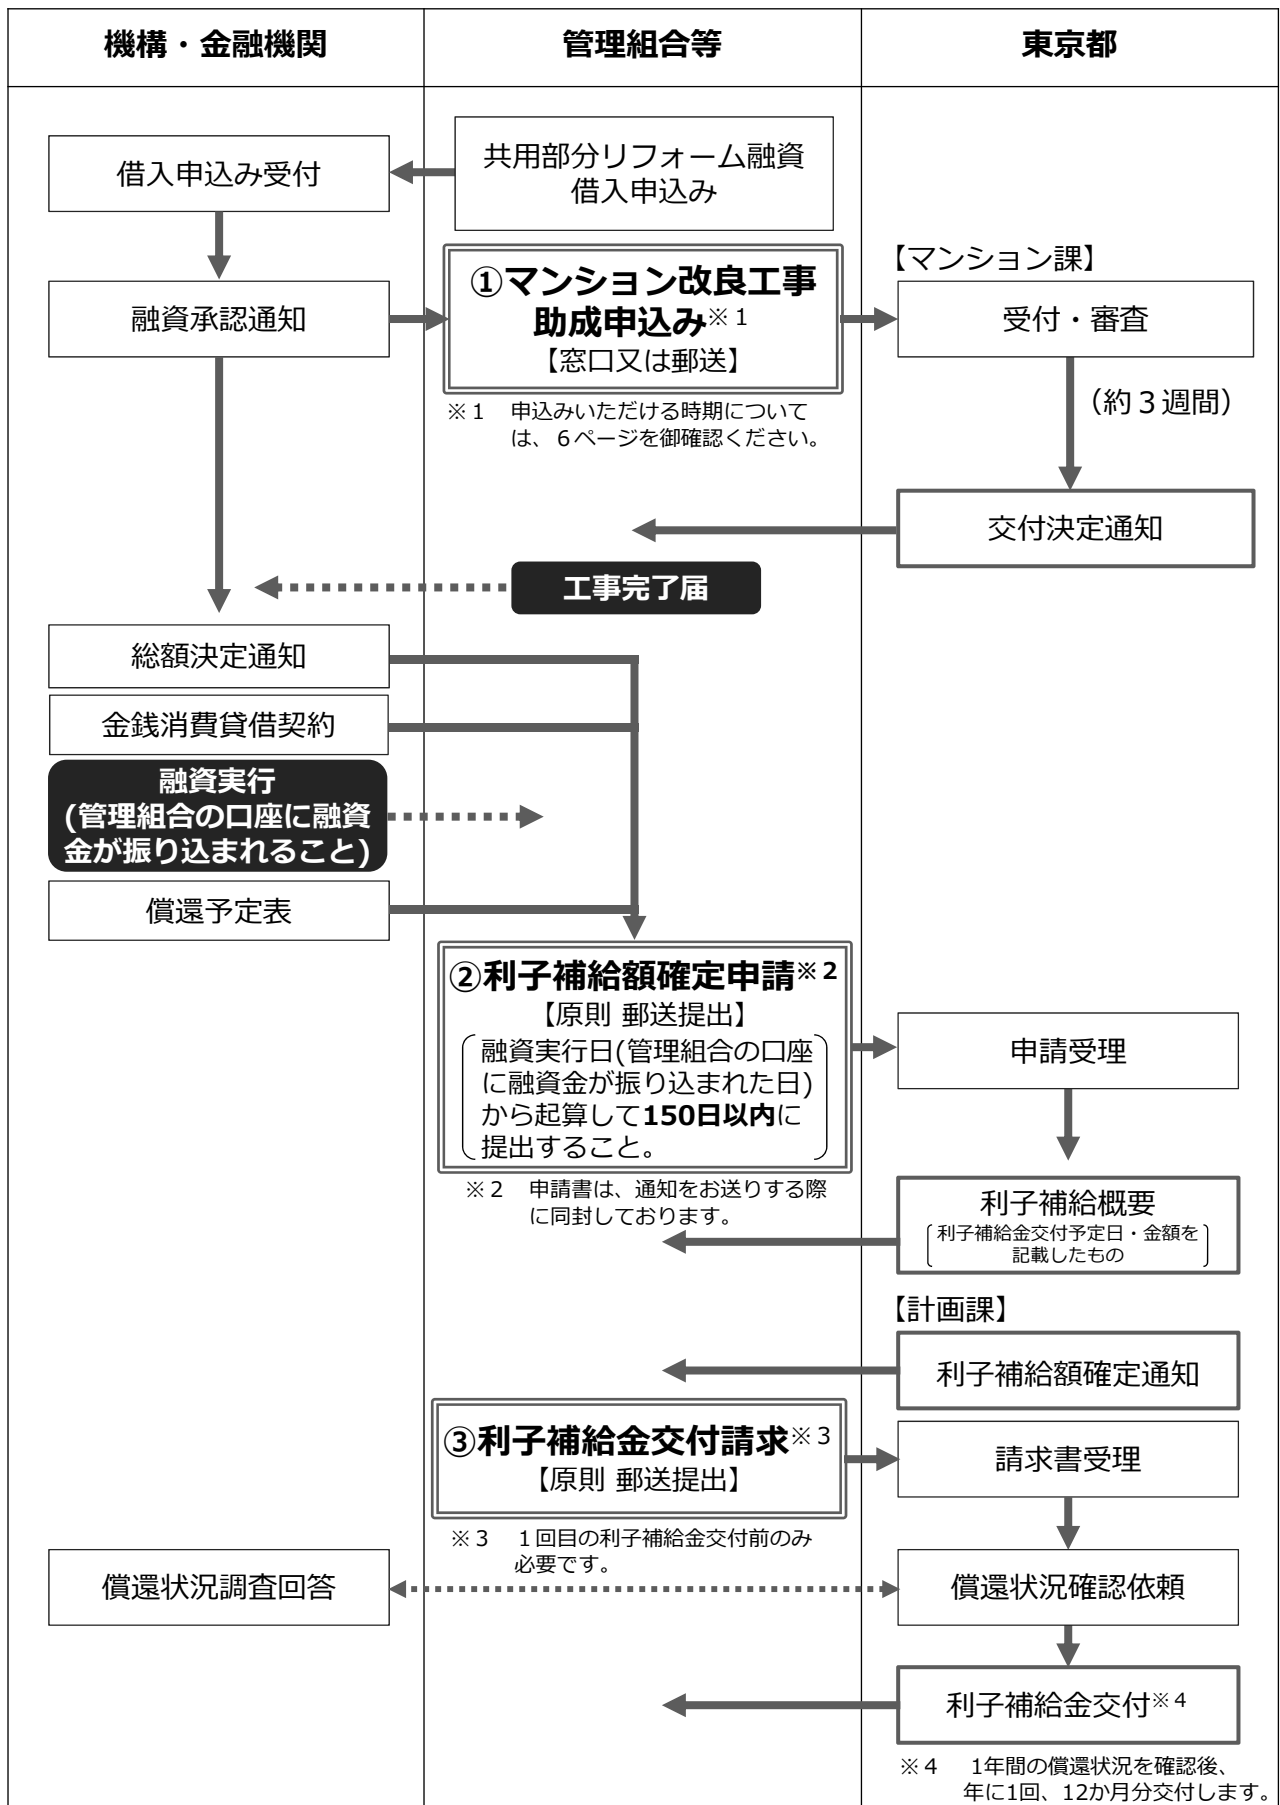 機構・金融機関
管理組合等
東京都
共用部分リフォーム融資
借入申込み
借入申込み受付
融資承認通知
①マンション改良工事
助成申込み※１
【窓口又は郵送】
※１　申込みいただける時期について
は、６ページを御確認ください。
【マンション課】
受付・審査
（約３週間）
交付決定通知
工事完了届
総額決定通知
金銭消費貸借契約
融資実行
(管理組合の口座に融資
金が振り込まれること)
償還予定表
②利子補給額確定申請※２
【原則 郵送提出】
融資実行日(管理組合の口座
に融資金が振り込まれた日)
から起算して150日以内に
提出すること。
※２　申請書は、通知をお送りする際
に同封しております。
申請受理
利子補給概要
利子補給金交付予定日・金額を
記載したもの
【計画課】
利子補給額確定通知
③利子補給金交付請求※３
【原則 郵送提出】
※３　１回目の利子補給金交付前のみ
必要です。
請求書受理
償還状況確認依頼
償還状況調査回答
利子補給金交付※４
※４　1年間の償還状況を確認後、
年に1回、12か月分交付します。